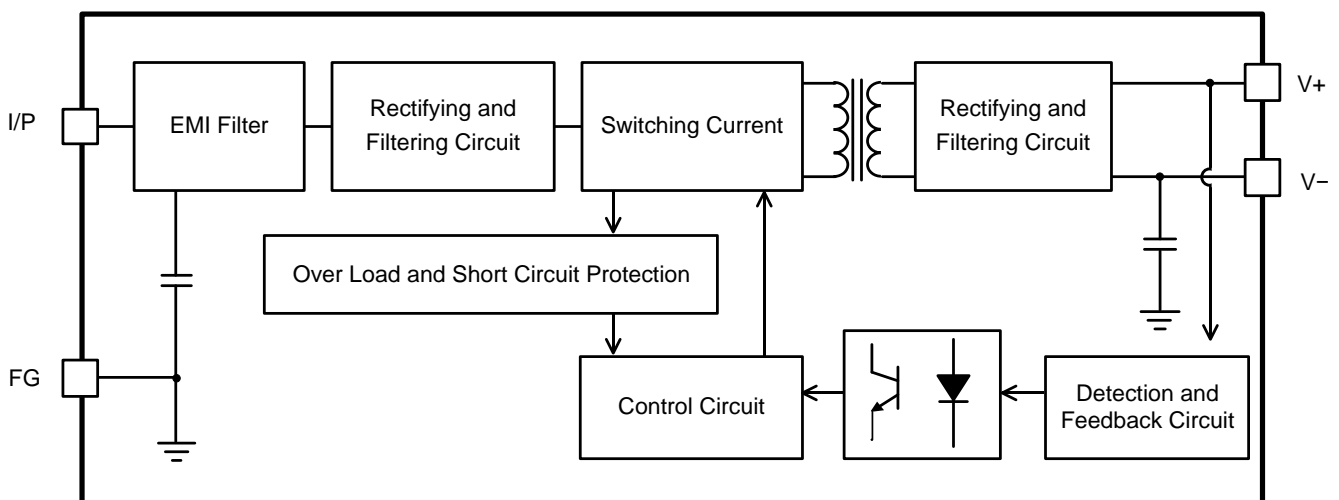 V+
I/P
EMI Filter
Rectifying and
Filtering Circuit
Switching Current
Rectifying and
Filtering Circuit
V−
Over Load and Short Circuit Protection
FG
Control Circuit
Detection and
Feedback Circuit